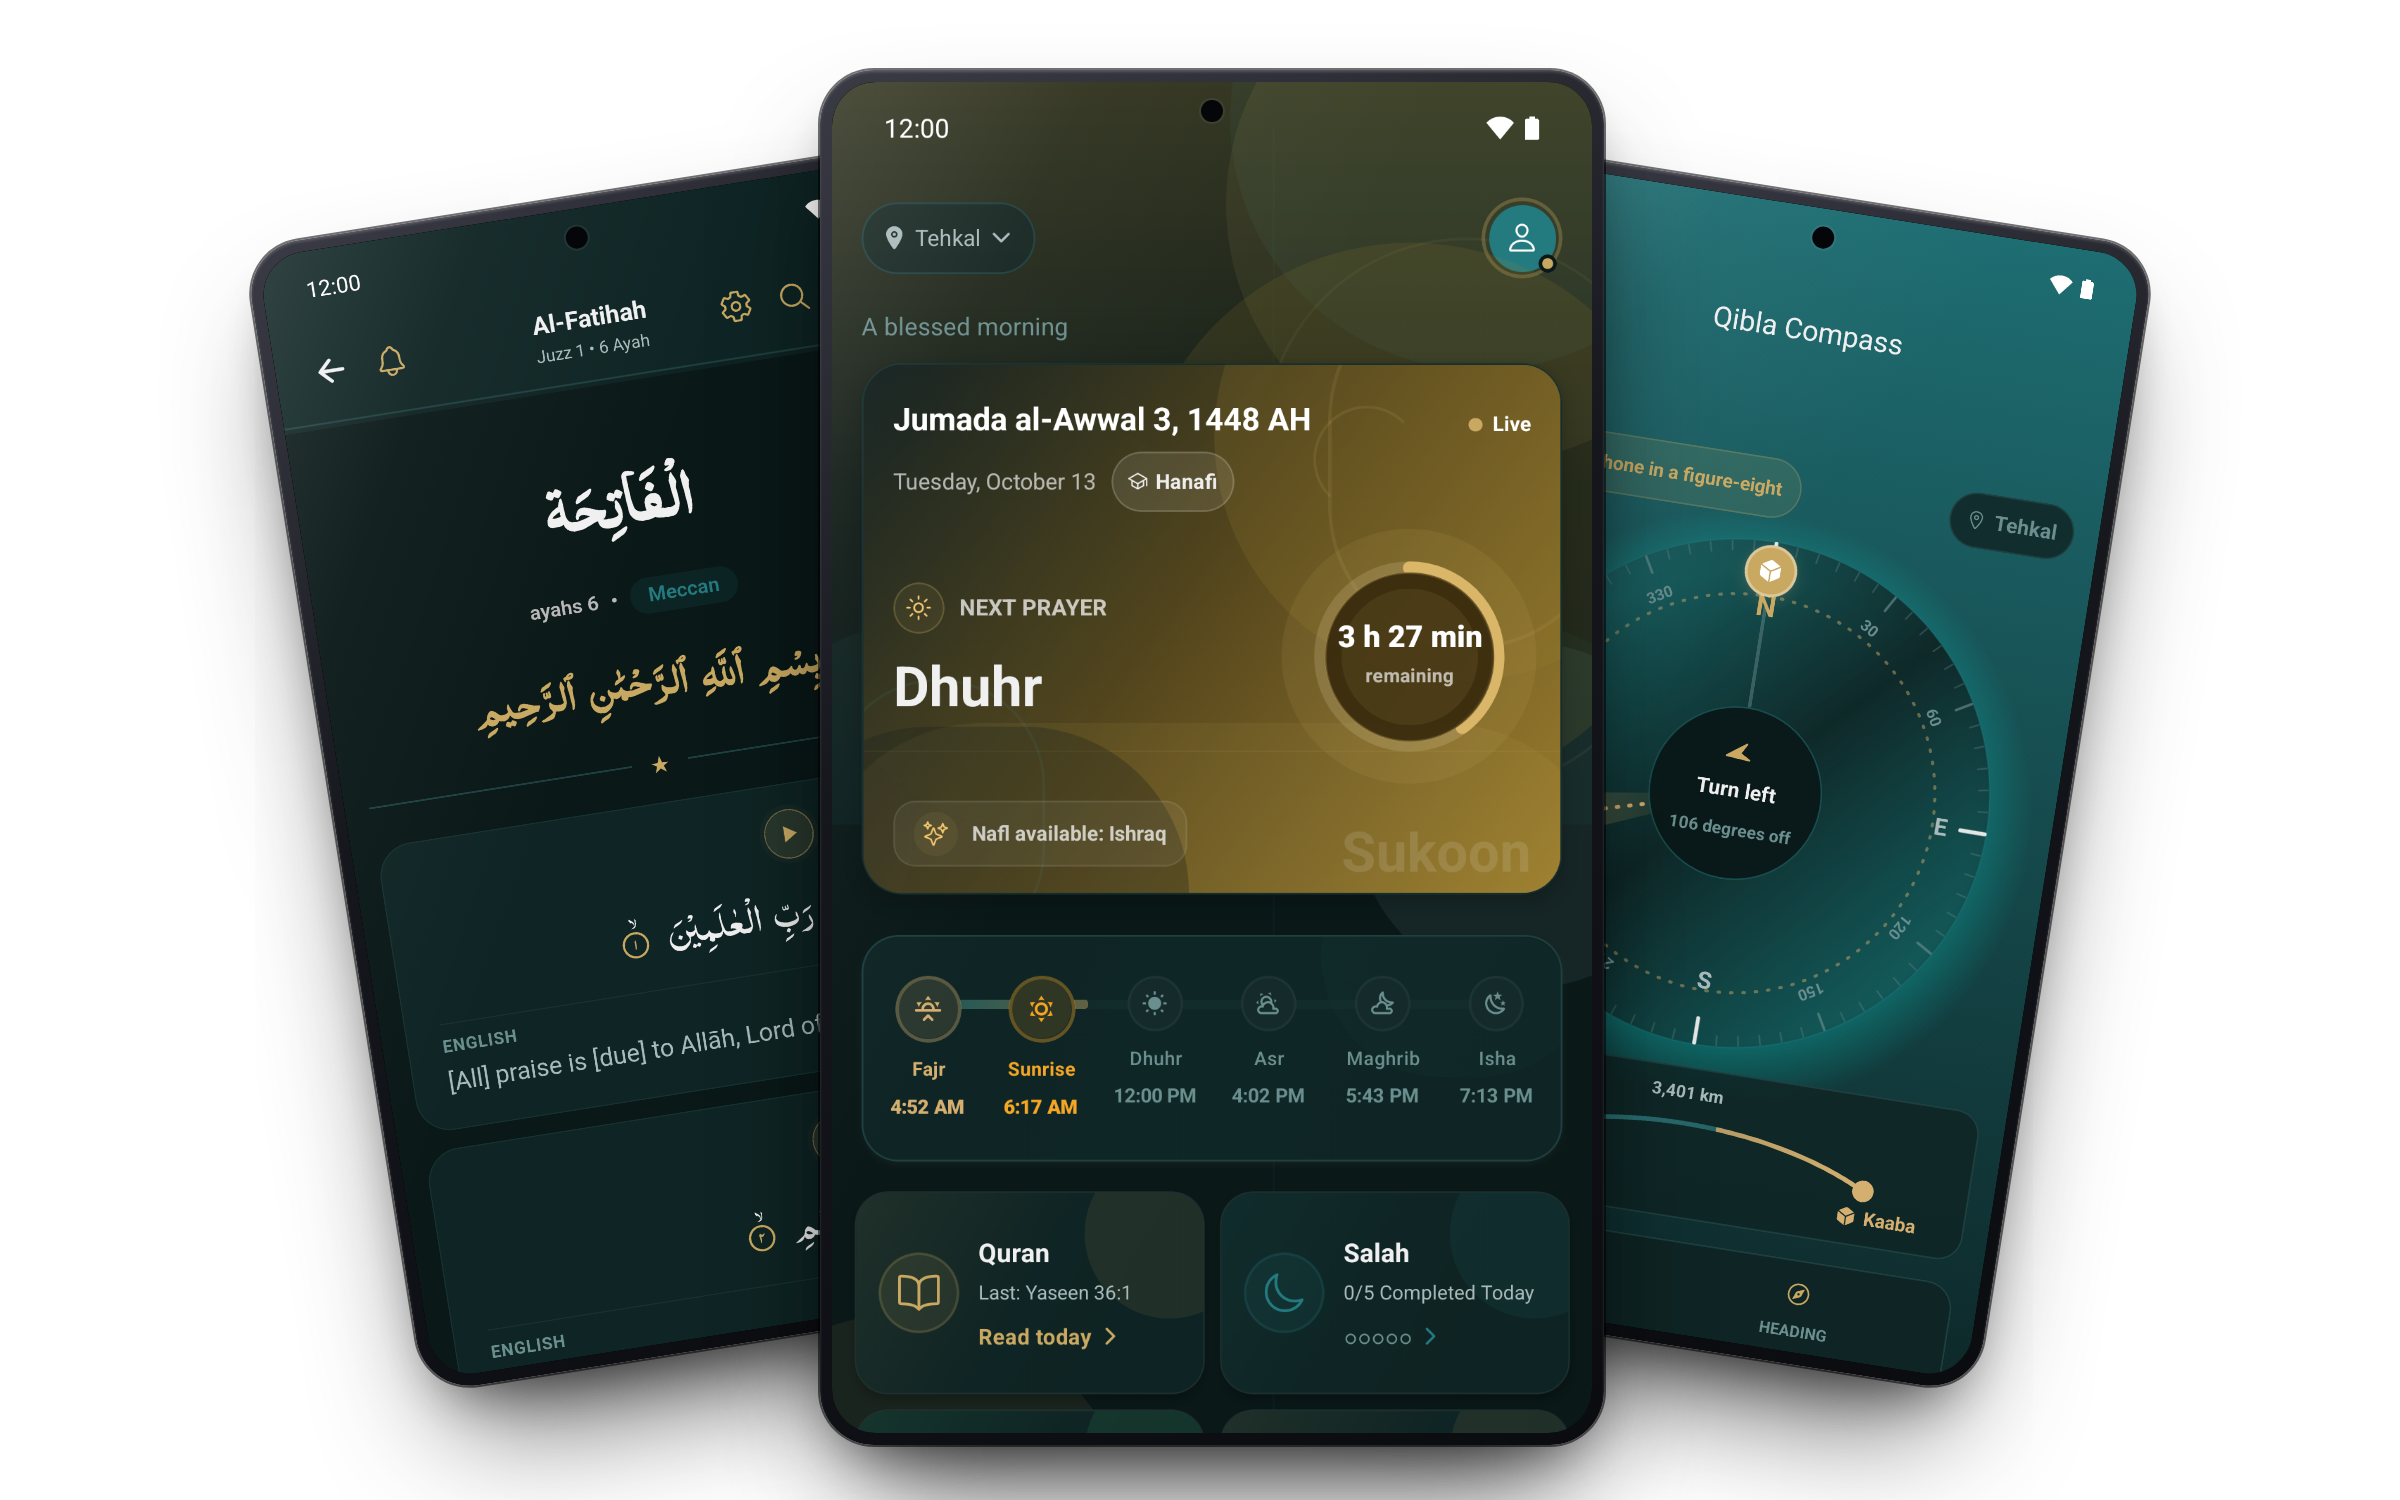 12:00
Al-Fatihah
Juzz 1 • 6 Ayah
الْفَاتِحَة
ayahs 6 • Meccan
بِسْمِ ٱللَّهِ ٱلرَّحْمَٰنِ ٱلرَّحِيمِ
رَبِّ الْعٰلَمِيْنَ ۙ ١
ENGLISH
[All] praise is [due] to Allāh, Lord of
٢
ENGLISH
12:00
Tehkal
A blessed morning
Jumada al-Awwal 3, 1448 AH
Live
Tuesday, October 13
Hanafi
NEXT PRAYER
Dhuhr
3 h 27 min
remaining
Nafl available: Ishraq
Sukoon
Fajr
4:52 AM
Sunrise
6:17 AM
Dhuhr
12:00 PM
Asr
4:02 PM
Maghrib
5:43 PM
Isha
7:13 PM
Quran
Last: Yaseen 36:1
Read today
Salah
0/5 Completed Today
Qibla Compass
in a figure-eight
Tehkal
330
N
30
60
E
120
150
S
Turn left
106 degrees off
3,401 km
Kaaba
HEADING